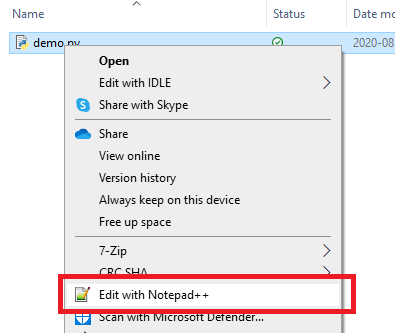 Name Status Date mo
demo.py 2020-08
Open
Edit with IDLE
Share with Skype
Share
View online
Version history
Always keep on this device
Free up space
7-Zip
CRC SHA
Edit with Notepad++
Scan with Microsoft Defender...